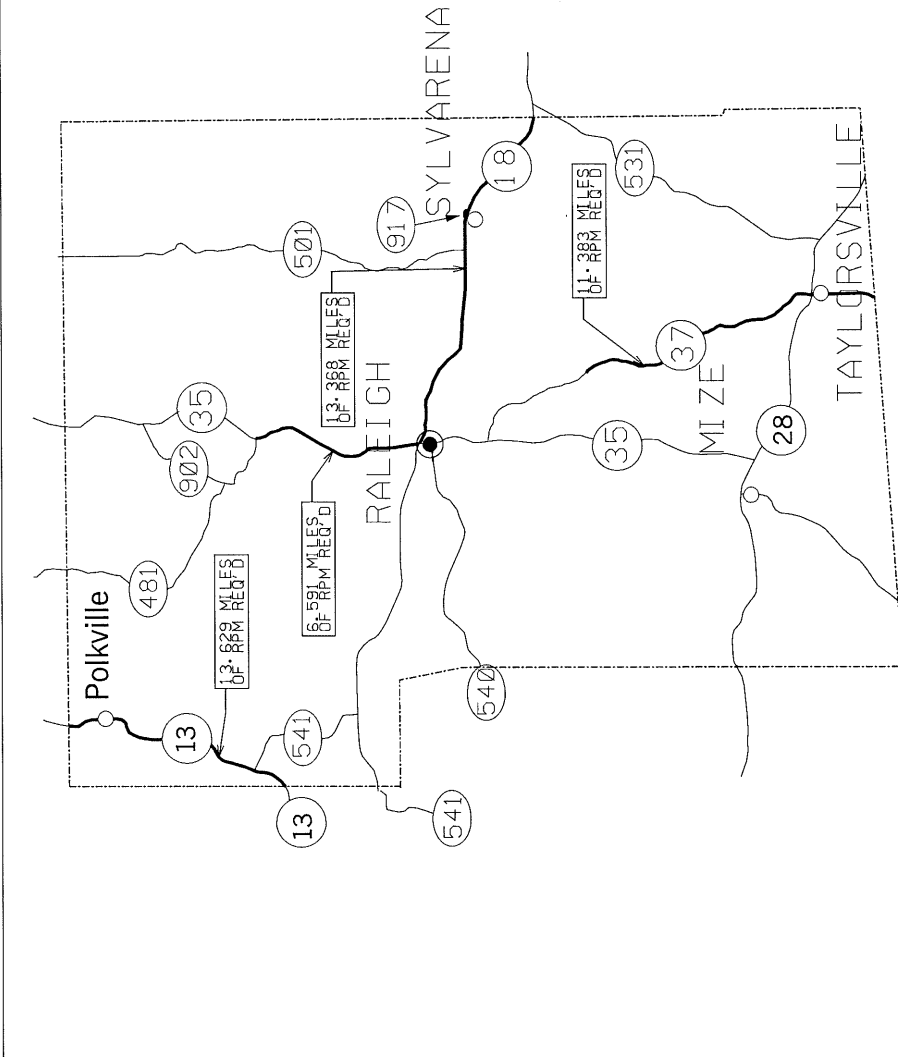 SYLVARENA
917
18
501
531
13.368 MILES
OF RPM REQ'D
11.383 MILES
OF RPM REQ'D
TAYLORSVILLE
35
902
RALEIGH
37
MIZE
28
35
6.591 MILES
OF RPM REQ'D
481
13.629 MILES
OF RPM REQ'D
Polkville
13
541
540
13
541